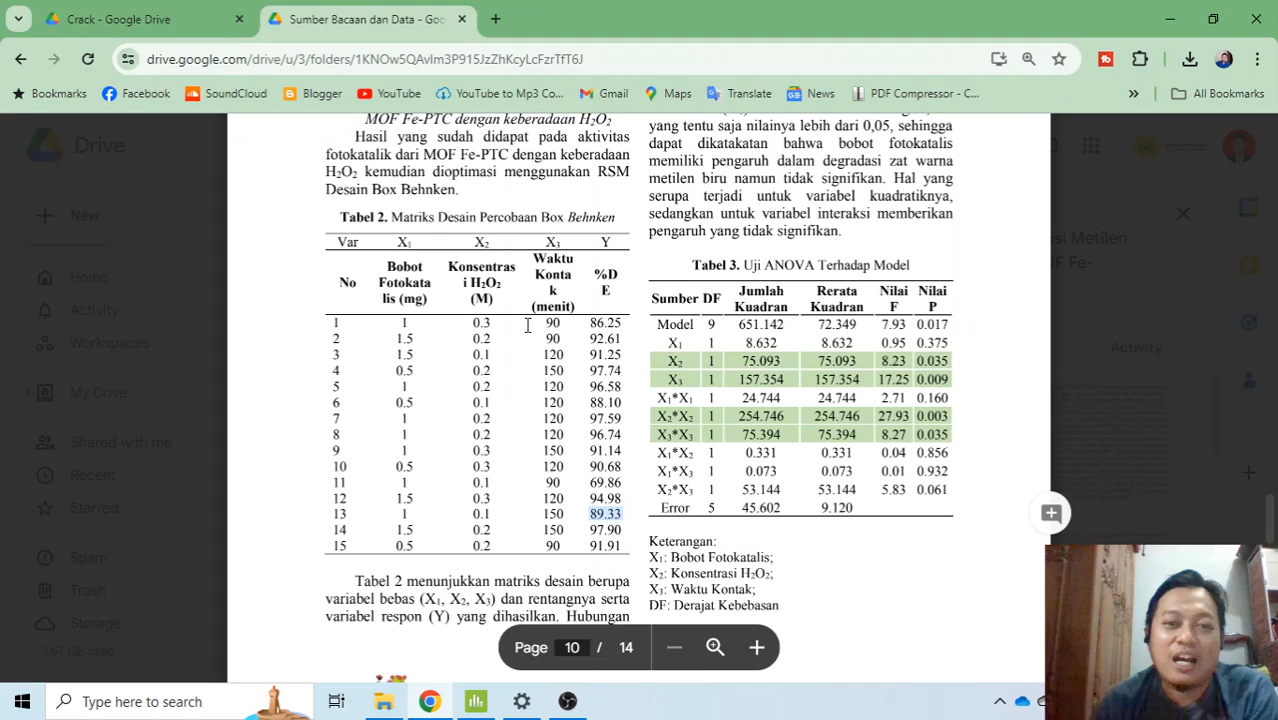 Crack - Google Drive
Sumber Bacaan dan Data - Goo
drive.google.com/drive/u/3/folders/1KNOw5QAvlm3P915JzZhKcyLcFzrTfT6J
Bookmarks Facebook SoundCloud Blogger YouTube YouTube to Mp3 Co... Gmail Maps Translate News PDF Compressor - C... All Bookmarks
Drive
New
Home
Activity
Workspaces
My Drive
Shared with me
Recent
Starred
Spam
Trash
Storage
3.67 GB used
MOF Fe-PTC dengan keberadaan H₂O₂
Hasil yang sudah didapat pada aktivitas
fotokatalik dari MOF Fe-PTC dengan keberadaan
H₂O₂ kemudian dioptimasi menggunakan RSM
Desain Box Behnken.
Tabel 2. Matriks Desain Percobaan Box Behnken
Var X₁ X₂ X₃ Y
No Bobot Fotokata lis (mg) Konsentras i H₂O₂ (M) Waktu Konta k (menit) %D E
1 1 0.3 90 86.25
2 1.5 0.2 90 92.61
3 1.5 0.1 120 91.25
4 0.5 0.2 150 97.74
5 1 0.2 120 96.58
6 0.5 0.1 120 88.10
7 1 0.2 120 97.59
8 1 0.2 120 96.74
9 1 0.3 150 91.14
10 0.5 0.3 120 90.68
11 1 0.1 90 69.86
12 1.5 0.3 120 94.98
13 1 0.1 150 89.33
14 1.5 0.2 150 97.90
15 0.5 0.2 90 91.91
Tabel 2 menunjukkan matriks desain berupa
variabel bebas (X₁, X₂, X₃) dan rentangnya serta
variabel respon (Y) yang dihasilkan. Hubungan
yang tentu saja nilainya lebih dari 0,05, sehingga
dapat dikatakatan bahwa bobot fotokatalis
memiliki pengaruh dalam degradasi zat warna
metilen biru namun tidak signifikan. Hal yang
serupa terjadi untuk variabel kuadratiknya,
sedangkan untuk variabel interaksi memberikan
pengaruh yang tidak signifikan.
Tabel 3. Uji ANOVA Terhadap Model
Sumber DF Jumlah Kuadran Rerata Kuadran Nilai F Nilai P
Model 9 651.142 72.349 7.93 0.017
X₁ 1 8.632 8.632 0.95 0.375
X₂ 1 75.093 75.093 8.23 0.035
X₃ 1 157.354 157.354 17.25 0.009
X₁*X₁ 1 24.744 24.744 2.71 0.160
X₂*X₂ 1 254.746 254.746 27.93 0.003
X₃*X₃ 1 75.394 75.394 8.27 0.035
X₁*X₂ 1 0.331 0.331 0.04 0.856
X₁*X₃ 1 0.073 0.073 0.01 0.932
X₂*X₃ 1 53.144 53.144 5.83 0.061
Error 5 45.602 9.120
Keterangan:
X₁: Bobot Fotokatalis;
X₂: Konsentrasi H₂O₂;
X₃: Waktu Kontak;
DF: Derajat Kebebasan
si Metilen
F Fe-
Activity
Page 10 / 14
Type here to search